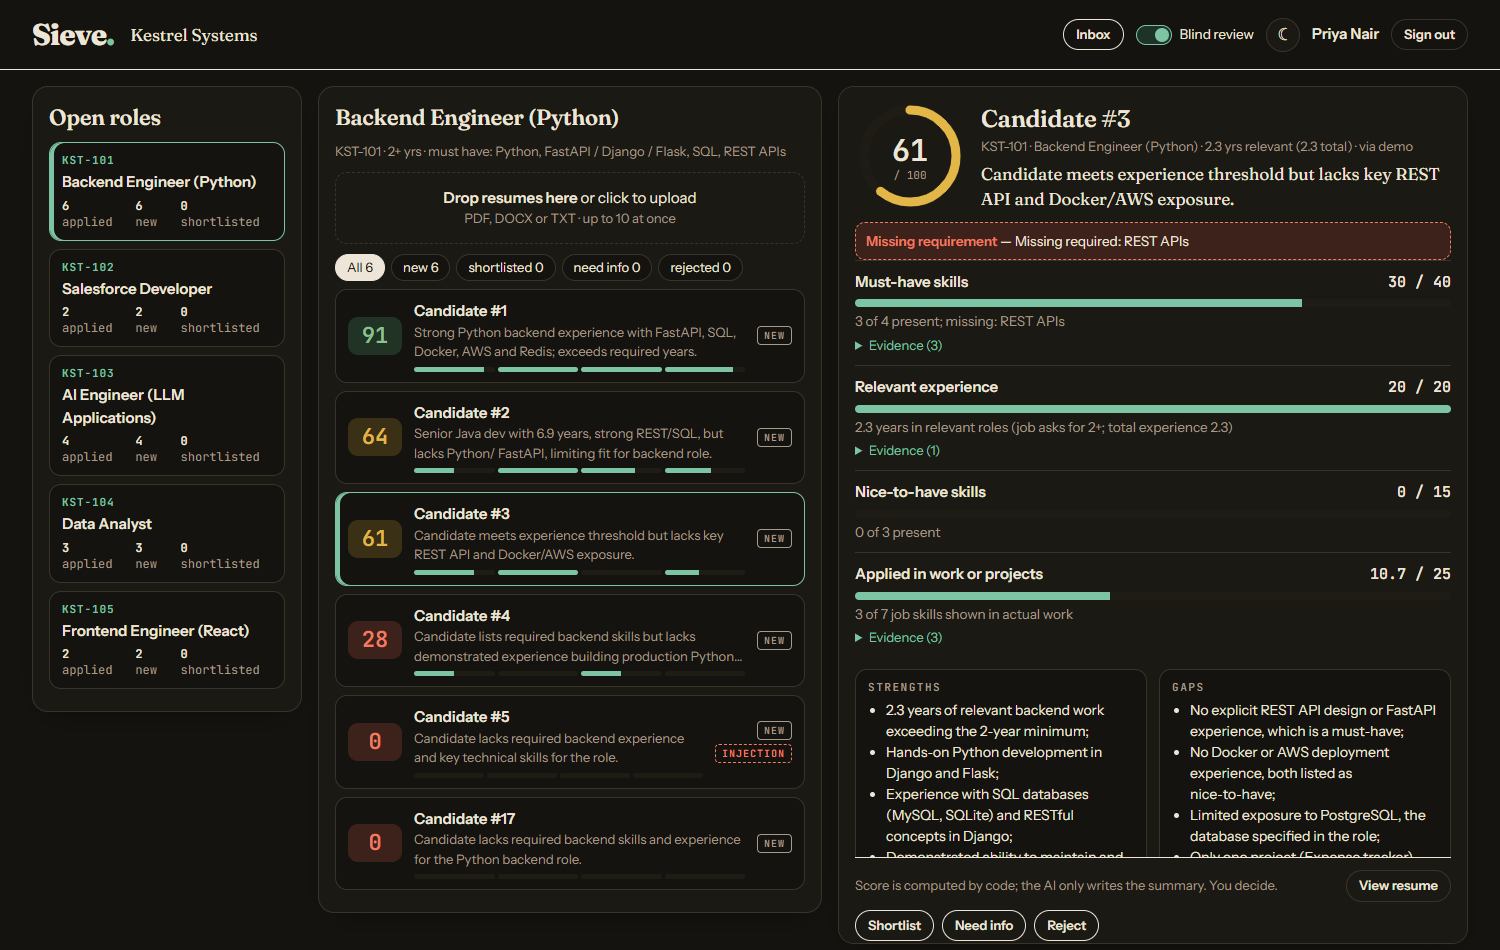 Sieve. Kestrel Systems
Inbox Blind review Priya Nair Sign out
Open roles
KST-101
Backend Engineer (Python)
6 6 0
applied new shortlisted
KST-102
Salesforce Developer
2 2 0
applied new shortlisted
KST-103
AI Engineer (LLM
Applications)
4 4 0
applied new shortlisted
KST-104
Data Analyst
3 3 0
applied new shortlisted
KST-105
Frontend Engineer (React)
2 2 0
applied new shortlisted
Backend Engineer (Python)
KST-101 · 2+ yrs · must have: Python, FastAPI / Django / Flask, SQL, REST APIs
Drop resumes here or click to upload
PDF, DOCX or TXT · up to 10 at once
All 6 new 6 shortlisted 0 need info 0 rejected 0
91
Candidate #1
Strong Python backend experience with FastAPI, SQL,
Docker, AWS and Redis; exceeds required years.
NEW
64
Candidate #2
Senior Java dev with 6.9 years, strong REST/SQL, but
lacks Python/ FastAPI, limiting fit for backend role.
NEW
61
Candidate #3
Candidate meets experience threshold but lacks key
REST API and Docker/AWS exposure.
NEW
28
Candidate #4
Candidate lists required backend skills but lacks
demonstrated experience building production Python...
NEW
0
Candidate #5
Candidate lacks required backend experience
and key technical skills for the role.
NEW
INJECTION
0
Candidate #17
Candidate lacks required backend skills and experience
for the Python backend role.
NEW
61
/ 100
Candidate #3
KST-101 · Backend Engineer (Python) · 2.3 yrs relevant (2.3 total) · via demo
Candidate meets experience threshold but lacks key REST
API and Docker/AWS exposure.
Missing requirement — Missing required: REST APIs
Must-have skills 30 / 40
3 of 4 present; missing: REST APIs
Evidence (3)
Relevant experience 20 / 20
2.3 years in relevant roles (job asks for 2+; total experience 2.3)
Evidence (1)
Nice-to-have skills 0 / 15
0 of 3 present
Applied in work or projects 10.7 / 25
3 of 7 job skills shown in actual work
Evidence (3)
STRENGTHS
2.3 years of relevant backend work
exceeding the 2-year minimum;
Hands-on Python development in
Django and Flask;
Experience with SQL databases
(MySQL, SQLite) and RESTful
concepts in Django;
Demonstrated ability to maintain and
GAPS
No explicit REST API design or FastAPI
experience, which is a must-have;
No Docker or AWS deployment
experience, both listed as
nice-to-have;
Limited exposure to PostgreSQL, the
database specified in the role;
Only one project (Expense tracker)
Score is computed by code; the AI only writes the summary. You decide.
View resume
Shortlist Need info Reject